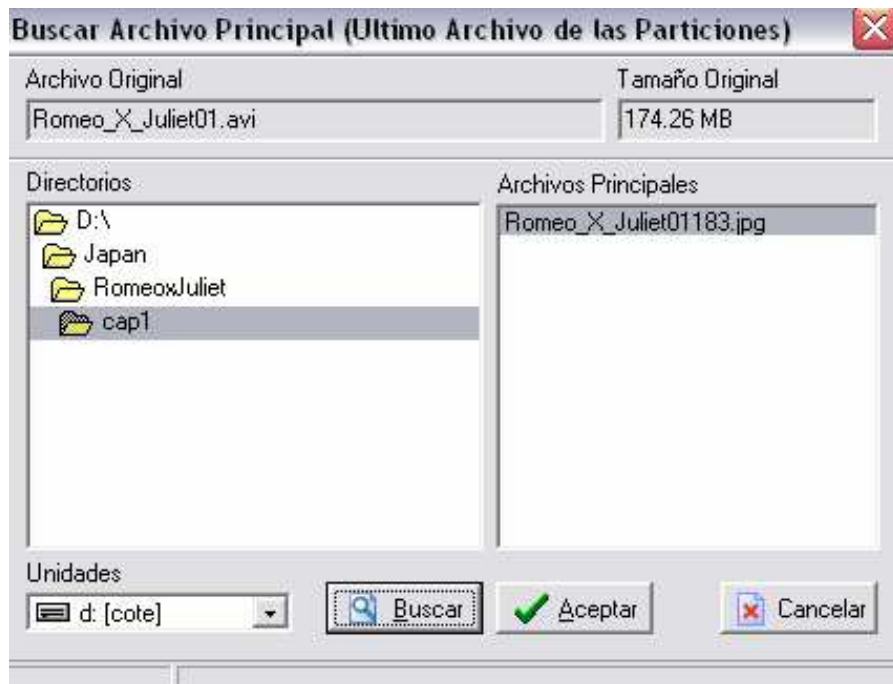 Buscar Archivo Principal (Ultimo Archivo de las Particiones)
Archivo Original
Tamaño Original
Romeo_X_Juliet01.avi
174.26 MB
Directorios
Archivos Principales
D:\
Romeo_X_Juliet01183.jpg
Japan
RomeoxJuliet
cap1
Unidades
d: [cote]
Buscar
Aceptar
Cancelar